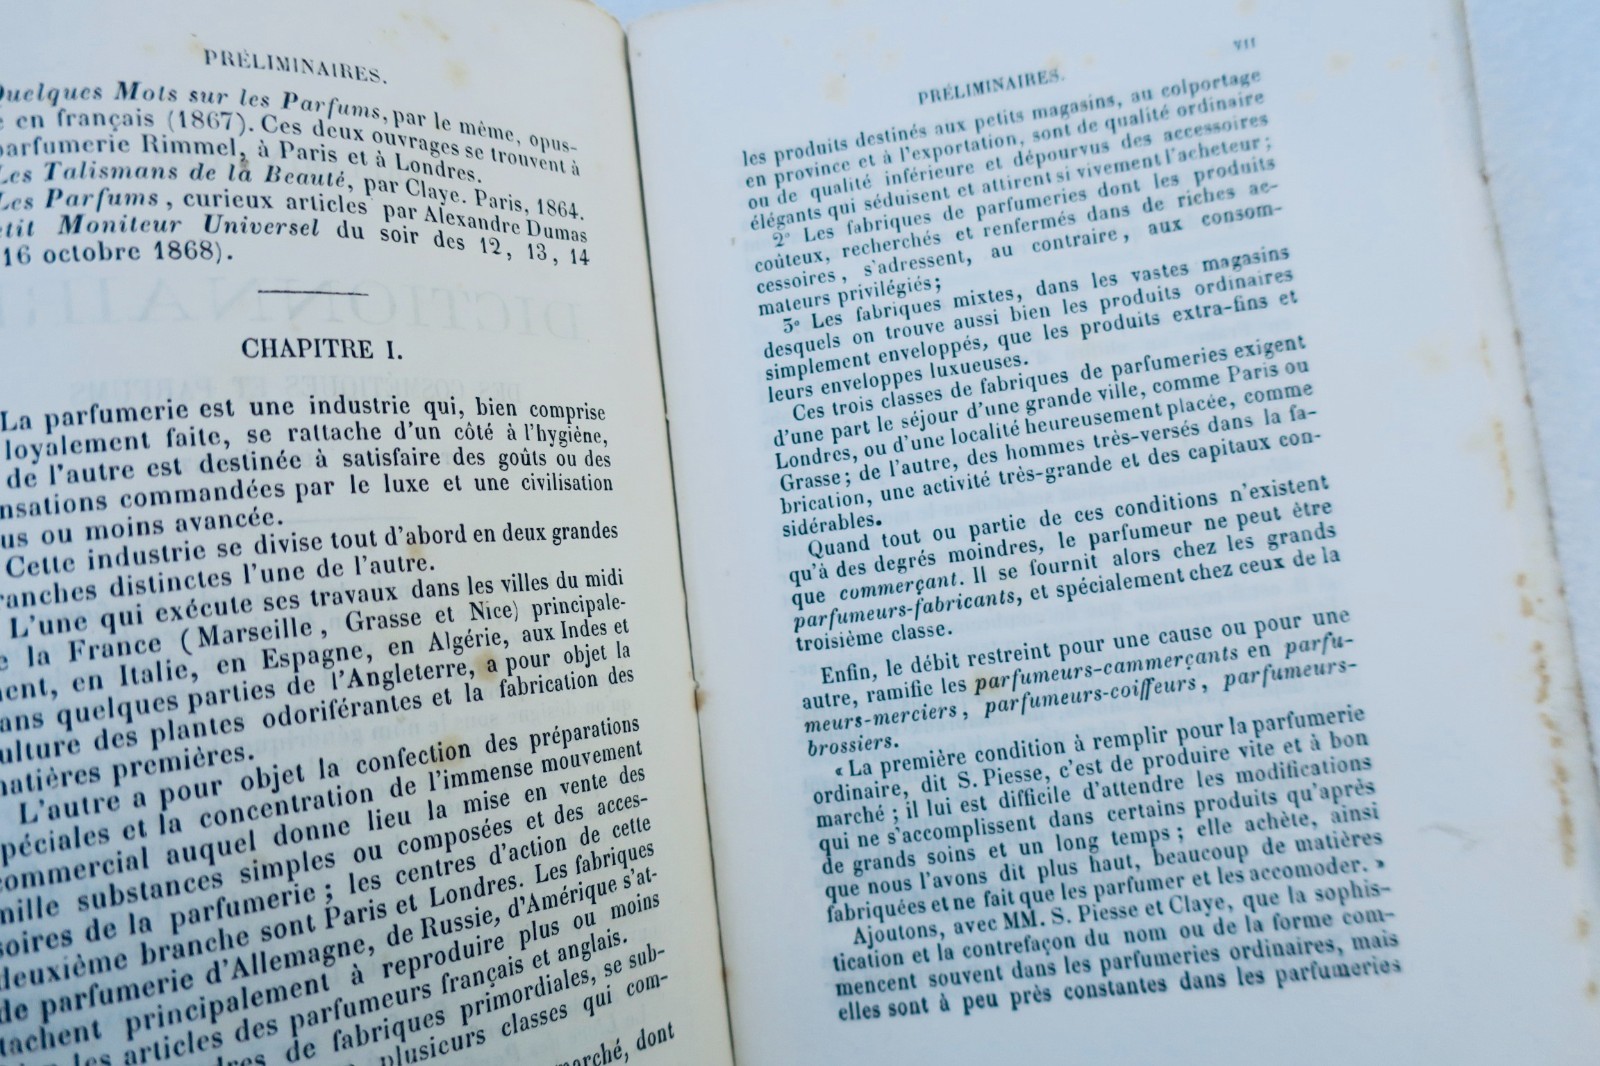 PRÉLIMINAIRES.
Quelques Mots sur les Parfums, par le même, opus-
en français (1867). Ces deux ouvrages se trouvent à
parfumerie Rimmel, à Paris et à Londres.
Les Talismans de la Beauté, par Claye. Paris, 1864.
Les Parfums, curieux articles par Alexandre Dumas
etit Moniteur Universel du soir des 12, 13, 14
16 octobre 1868).
CHAPITRE I.
La parfumerie est une industrie qui, bien comprise
loyalement faite, se rattache d'un côté à l'hygiène,
de l'autre est destinée à satisfaire des goûts ou des
nsations commandées par le luxe et une civilisation
us ou moins avancée.
Cette industrie se divise tout d'abord en deux grandes
ranches distinctes l'une de l'autre.
L'une qui exécute ses travaux dans les villes du midi
e la France (Marseille, Grasse et Nice) principale-
ment, en Italie, en Espagne, en Algérie, aux Indes et
ans quelques parties de l'Angleterre, a pour objet la
ulture des plantes odoriférantes et la fabrication des
matières premières.
L'autre a pour objet la confection des préparations
péciales et la concentration de l'immense mouvement
commercial auquel donne lieu la mise en vente des
mille substances simples ou composées et des acces-
soires de la parfumerie; les centres d'action de cette
deuxième branche sont Paris et Londres. Les fabriques
de parfumerie d'Allemagne, de Russie, d'Amérique s'at-
tachent principalement à reproduire plus ou moins
les articles des parfumeurs français et anglais.
dres de fabriques primordiales, se sub-
plusieurs classes qui com-
marché, dont
VII
PRÉLIMINAIRES.
les produits destinés aux petits magasins, au colportage
en province et à l'exportation, sont de qualité ordinaire
ou de qualité inférieure et dépourvus des accessoires
élégants qui séduisent et attirent si vivement l'acheteur;
2° Les fabriques de parfumeries dont les produits
coûteux, recherchés et renfermés dans de riches ac-
cessoires, s'adressent, au contraire, aux consom-
mateurs privilégiés;
3° Les fabriques mixtes, dans les vastes magasins
desquels on trouve aussi bien les produits ordinaires
simplement enveloppés, que les produits extra-fins et
leurs enveloppes luxueuses.
Ces trois classes de fabriques de parfumeries exigent
d'une part le séjour d'une grande ville, comme Paris ou
Londres, ou d'une localité heureusement placée, comme
Grasse; de l'autre, des hommes très-versés dans la fa-
brication, une activité très-grande et des capitaux con-
sidérables.
Quand tout ou partie de ces conditions n'existent
qu'à des degrés moindres, le parfumeur ne peut être
que commerçant. Il se fournit alors chez les grands
parfumeurs-fabricants, et spécialement chez ceux de la
troisième classe.
Enfin, le débit restreint pour une cause ou pour une
autre, ramifie les parfumeurs-cammerçants en parfu-
meurs-merciers, parfumeurs-coiffeurs, parfumeurs-
brossiers.
« La première condition à remplir pour la parfumerie
ordinaire, dit S. Piesse, c'est de produire vite et à bon
marché; il lui est difficile d'attendre les modifications
qui ne s'accomplissent dans certains produits qu'après
de grands soins et un long temps; elle achète, ainsi
que nous l'avons dit plus haut, beaucoup de matières
fabriquées et ne fait que les parfumer et les accomoder. »
Ajoutons, avec MM. S. Piesse et Claye, que la sophis-
tication et la contrefaçon du nom ou de la forme com-
mencent souvent dans les parfumeries ordinaires, mais
elles sont à peu près constantes dans les parfumeries